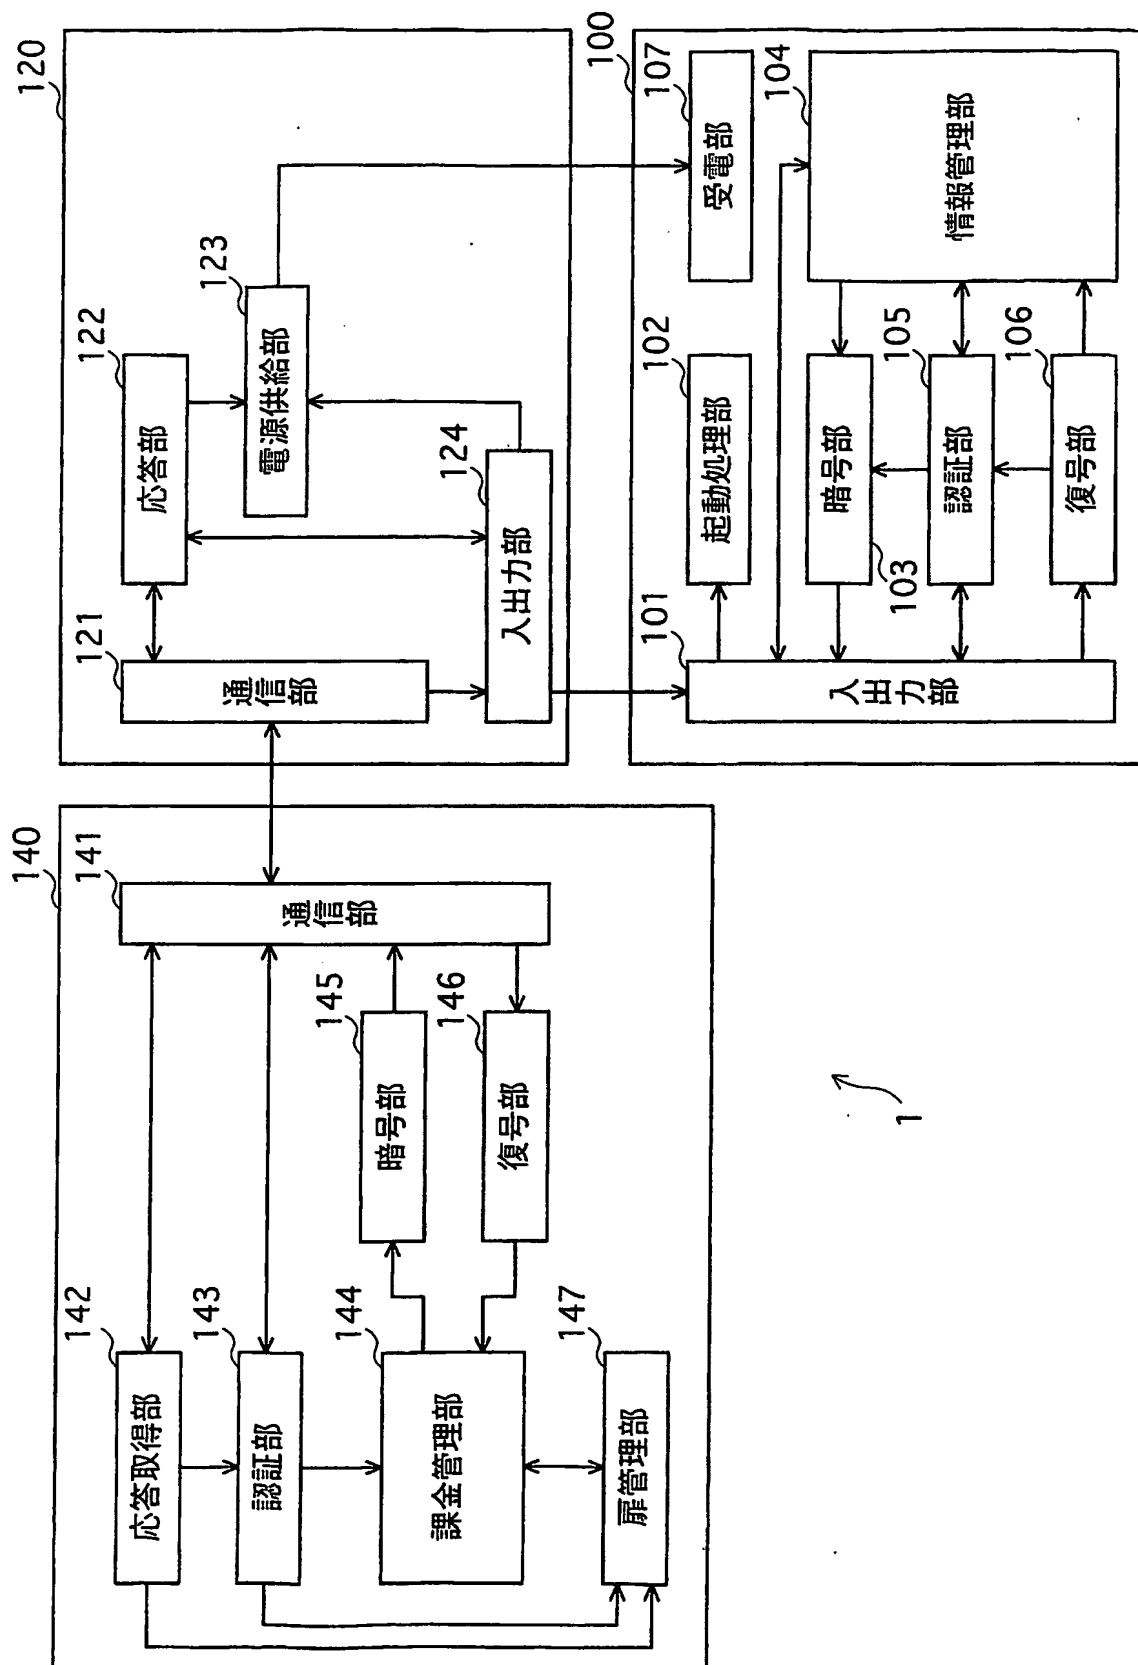 140
142
応答取得部
143
認証部
144
課金管理部
147
扉管理部
145
暗号部
146
復号部
141
通信部
120
121
通信部
122
応答部
123
電源供給部
124
入出力部
100
101
入出力部
102
起動処理部
107
受電部
103
暗号部
105
認証部
106
復号部
104
情報管理部
1